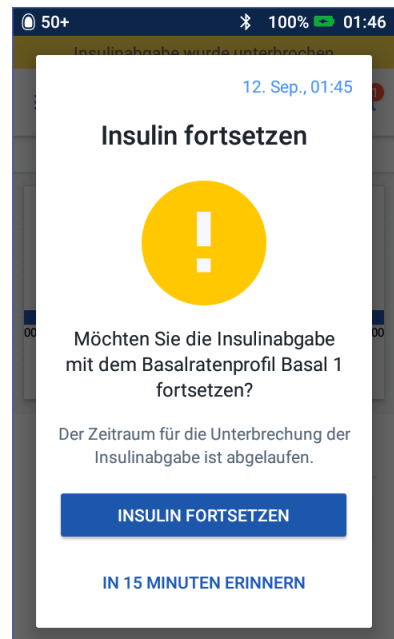 50+ 100% 01:46
Insulinabgabe wurde unterbrochen
12. Sep., 01:45
Insulin fortsetzen
!
Möchten Sie die Insulinabgabe
mit dem Basalratenprofil Basal 1
fortsetzen?
Der Zeitraum für die Unterbrechung der
Insulinabgabe ist abgelaufen.
INSULIN FORTSETZEN
IN 15 MINUTEN ERINNERN